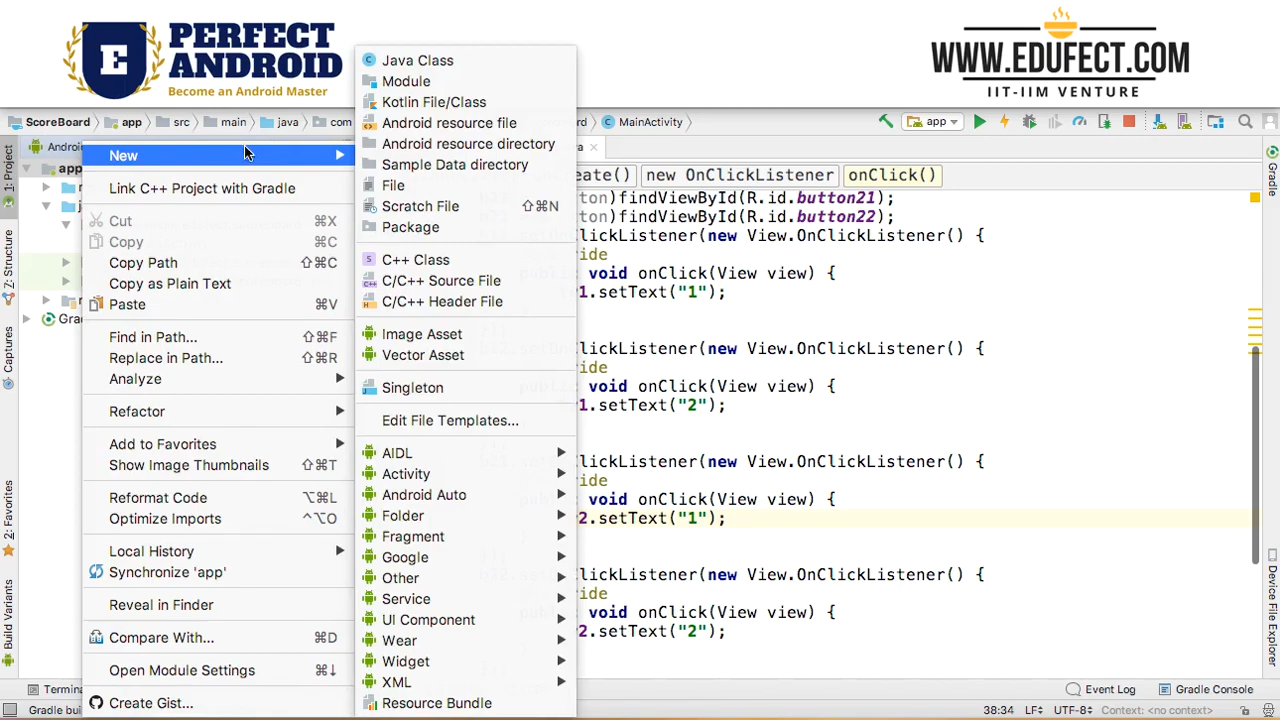 E
PERFECT
ANDROID
Become an Android Master
WWW.EDUFECT.COM
IIT-IIM VENTURE
ScoreBoard
app
src
main
java
com
MainActivity
app
1: Project
Z: Structure
Captures
2: Favorites
Build Variants
app
New
Link C++ Project with Gradle
Cut ⌘X
Copy ⌘C
Copy Path ⇧⌘C
Copy as Plain Text
Paste ⌘V
Find in Path... ⇧⌘F
Replace in Path... ⇧⌘R
Analyze
Refactor
Add to Favorites
Show Image Thumbnails ⇧⌘T
Reformat Code ⌥⌘L
Optimize Imports ^⌥O
Local History
Synchronize 'app'
Reveal in Finder
Compare With... ⌘D
Open Module Settings ⌘↓
Create Gist...
Java Class
Module
Kotlin File/Class
Android resource file
Android resource directory
Sample Data directory
File
Scratch File ⇧⌘N
Package
C++ Class
C/C++ Source File
C/C++ Header File
Image Asset
Vector Asset
Singleton
Edit File Templates...
AIDL
Activity
Android Auto
Folder
Fragment
Google
Other
Service
UI Component
Wear
Widget
XML
Resource Bundle
eate()
new OnClickListener
onClick()
ton)findViewById(R.id.button21);
ton)findViewById(R.id.button22);
ClickListener(new View.OnClickListener() {
ide
void onClick(View view) {
1.setText("1");
ClickListener(new View.OnClickListener() {
ide
void onClick(View view) {
1.setText("2");
ClickListener(new View.OnClickListener() {
ide
void onClick(View view) {
2.setText("1");
ClickListener(new View.OnClickListener() {
ide
void onClick(View view) {
2.setText("2");
Gradle
Device File Explorer
Termina
Event Log
Gradle Console
Gradle bui
38:34
LF÷
UTF-8÷
Context: <no context>